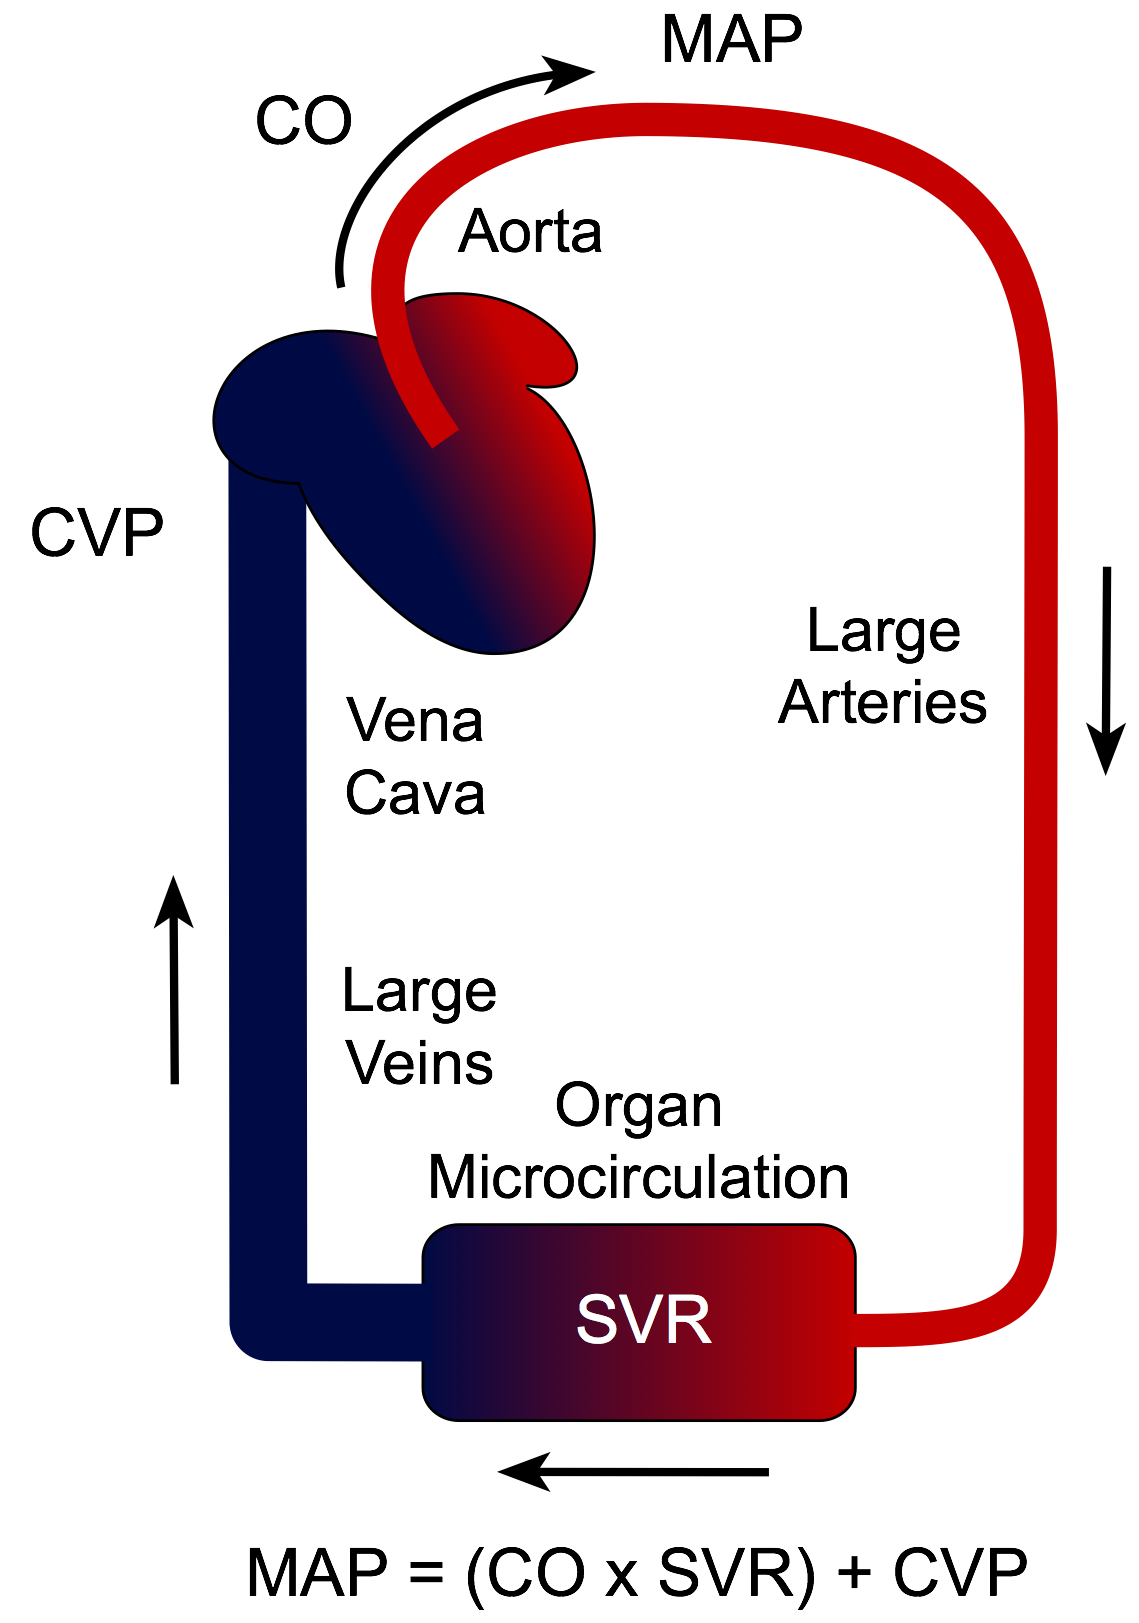 MAP
CO
Aorta
CVP
Large
Arteries
Vena
Cava
Large
Veins
Organ
Microcirculation
SVR
MAP = (CO x SVR) + CVP